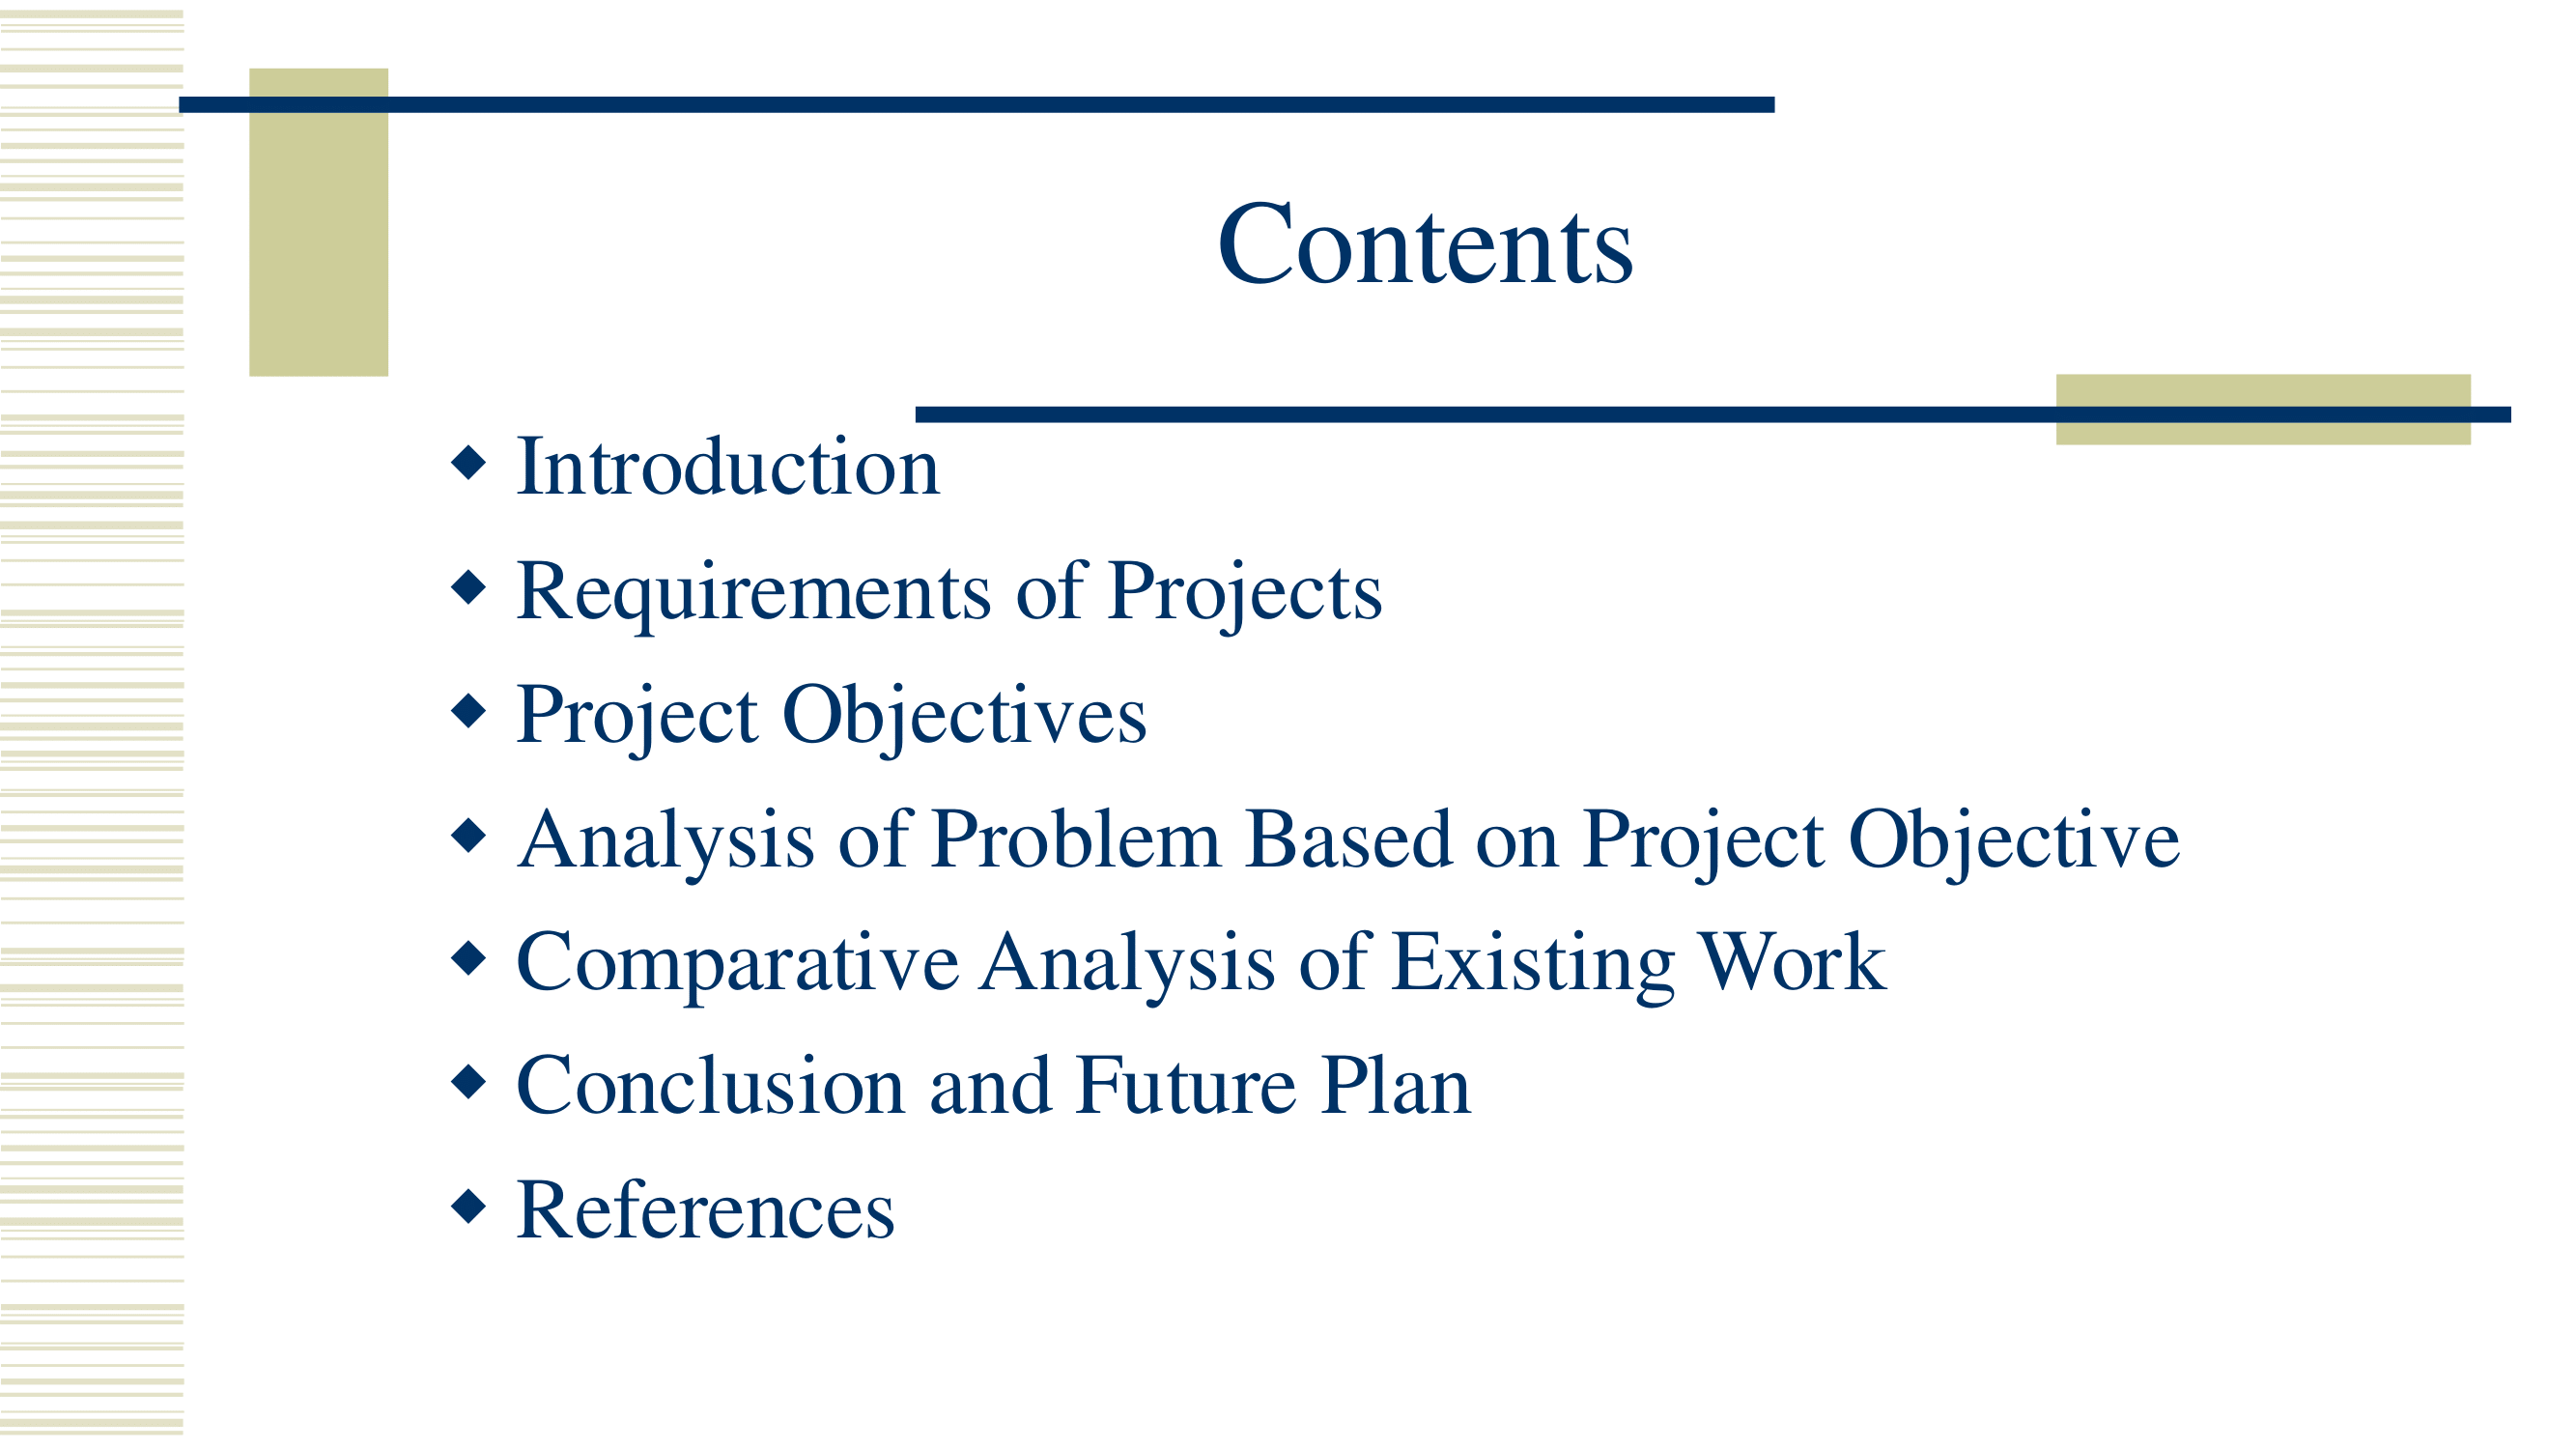 Contents
◆ Introduction
◆ Requirements of Projects
◆ Project Objectives
◆ Analysis of Problem Based on Project Objective
◆ Comparative Analysis of Existing Work
◆ Conclusion and Future Plan
◆ References